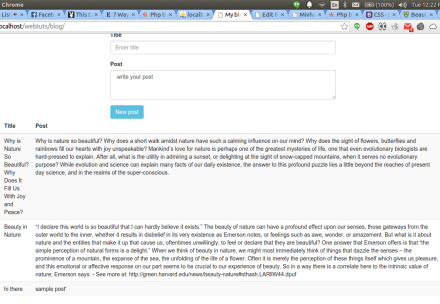 Chrome
(100%)
Tue 12:22
My blo
localhost/webtuts/blog/
Title
Enter title
Post
write your post
New post
Title Post
Why is Why is nature so beautiful? Why does a short walk amidst nature have such a calming influence on our mind? Why does the sight of flowers, butterflies and
Nature rainbows fill our hearts with joy unspeakable? Mankind's love for nature is perhaps one of the greatest mysteries of life, one that even evolutionary biologists are
So hard-pressed to explain. After all, what is the utility in admiring a sunset, or delighting at the sight of snow-capped mountains, when it serves no evolutionary
Beautiful? purpose? While evolution and science can explain many facts of our daily existence, the answer to this profound puzzle lies a little beyond the reaches of present
Why day science, and in the realms of the super-conscious.
Does It
Fill Us
With Joy
and
Peace?
Beauty in "I declare this world is so beautiful that I can hardly believe it exists." The beauty of nature can have a profound effect upon our senses, those gateways from the
Nature outer world to the inner, whether it results in disbelief in its very existence as Emerson notes, or feelings such as awe, wonder, or amazement. But what is it about
nature and the entities that make it up that cause us, oftentimes unwillingly, to feel or declare that they are beautiful? One answer that Emerson offers is that "the
simple perception of natural forms is a delight." When we think of beauty in nature, we might most immediately think of things that dazzle the senses – the
prominence of a mountain, the expanse of the sea, the unfolding of the life of a flower. Often it is merely the perception of these things itself which gives us pleasure,
and this emotional or affective response on our part seems to be crucial to our experience of beauty. So in a way there is a correlate here to the intrinsic value of
nature; Emerson says: - See more at: http://green.harvard.edu/news/beauty-nature#sthash.LAR8lW44.dpuf
hi there sample post'